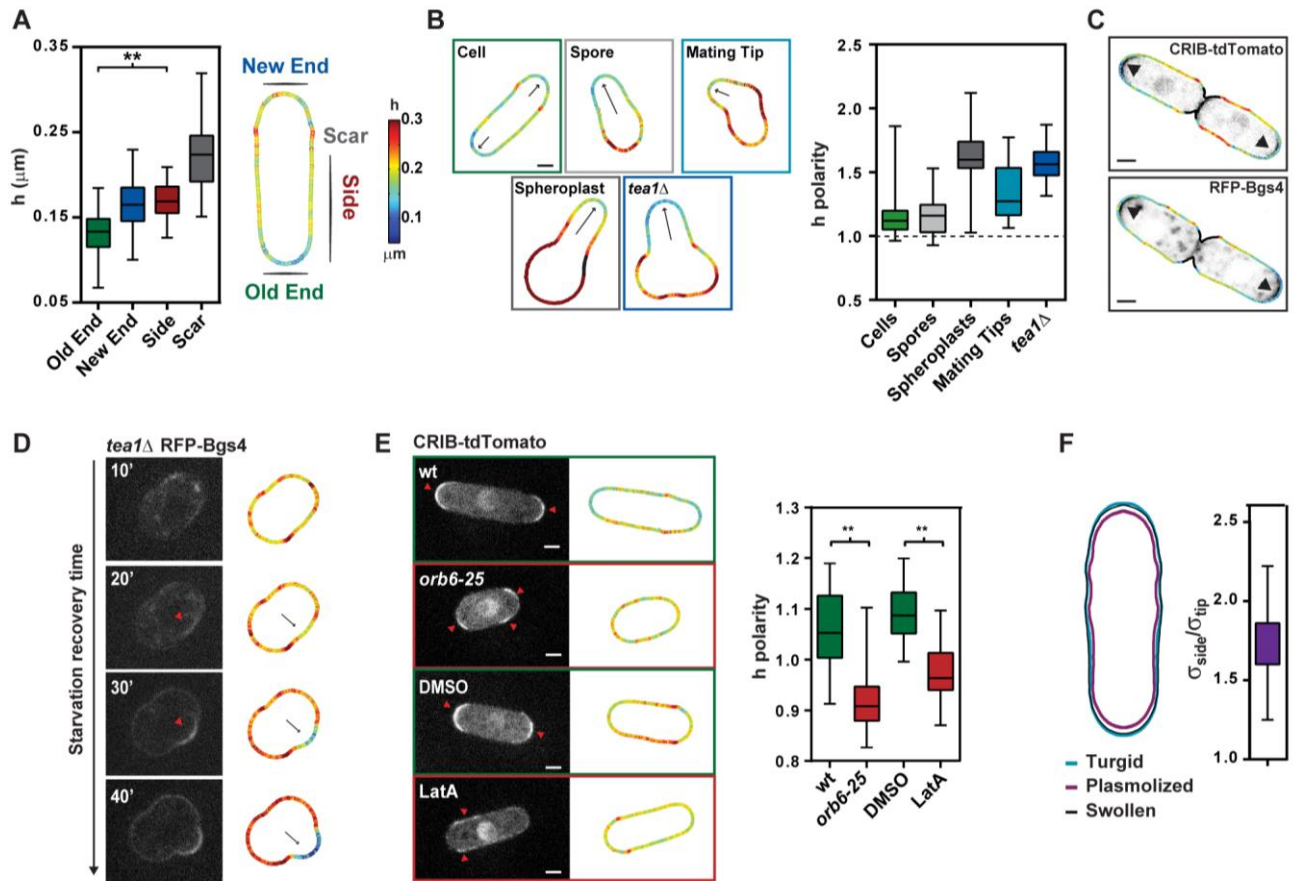 A
0.35
0.25
0.15
0.05
h (μm)
**
Old End
New End
Side
Scar
New End
Scar
Side
Old End
h
0.3
0.2
0.1
μm
B
Cell
Spore
Mating Tip
Spheroplast
tea1Δ
2.5
2.0
1.5
1.0
0.5
h polarity
Cells
Spores
Spheroplasts
Mating Tips
tea1Δ
C
CRIB-tdTomato
RFP-Bgs4
D
tea1Δ RFP-Bgs4
Starvation recovery time
10’
20’
30’
40’
E
CRIB-tdTomato
wt
orb6-25
DMSO
LatA
1.3
1.2
1.1
1.0
0.9
0.8
h polarity
**
**
wt
orb6-25
DMSO
LatA
F
Turgid
Plasmolized
Swollen
2.5
2.0
1.5
1.0
σside/σtip